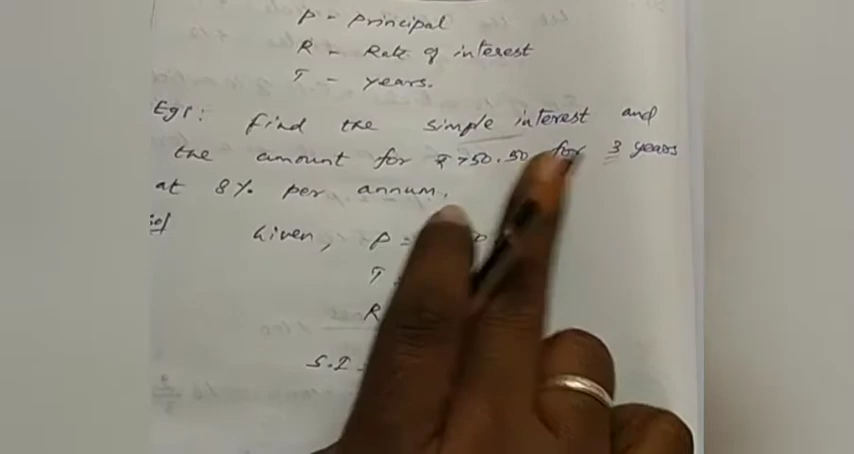 P - Principal
R - Rate of interest
T - years.
Eg1: Find the simple interest and
the amount for ₹ 750.50 for 3 years
at 8% per annum.
Sol Given, P =
T
R
S.I